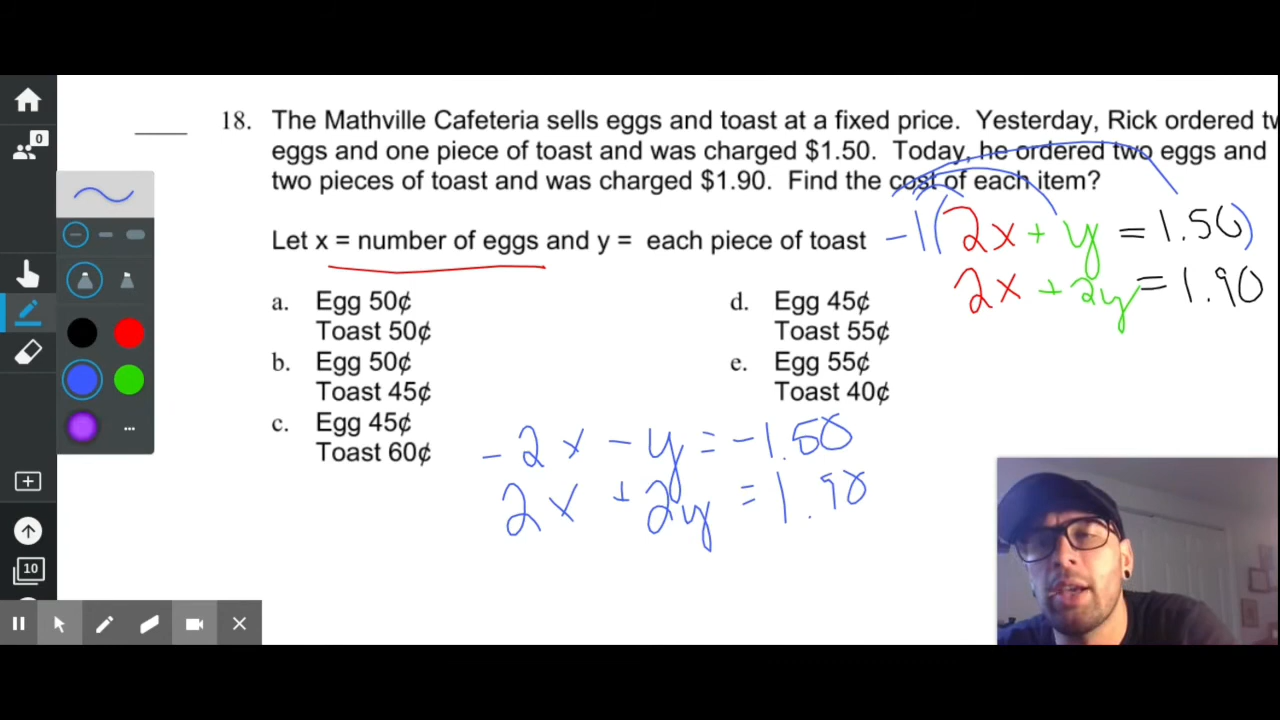 0
18. The Mathville Cafeteria sells eggs and toast at a fixed price. Yesterday, Rick ordered tw
eggs and one piece of toast and was charged $1.50. Today, he ordered two eggs and
two pieces of toast and was charged $1.90. Find the cost of each item?
Let x = number of eggs and y = each piece of toast
-1(2x + y = 1.50)
2x + 2y = 1.90
a. Egg 50¢
Toast 50¢
b. Egg 50¢
Toast 45¢
c. Egg 45¢
Toast 60¢
d. Egg 45¢
Toast 55¢
e. Egg 55¢
Toast 40¢
-2x - y = -1.50
2x + 2y = 1.90
10